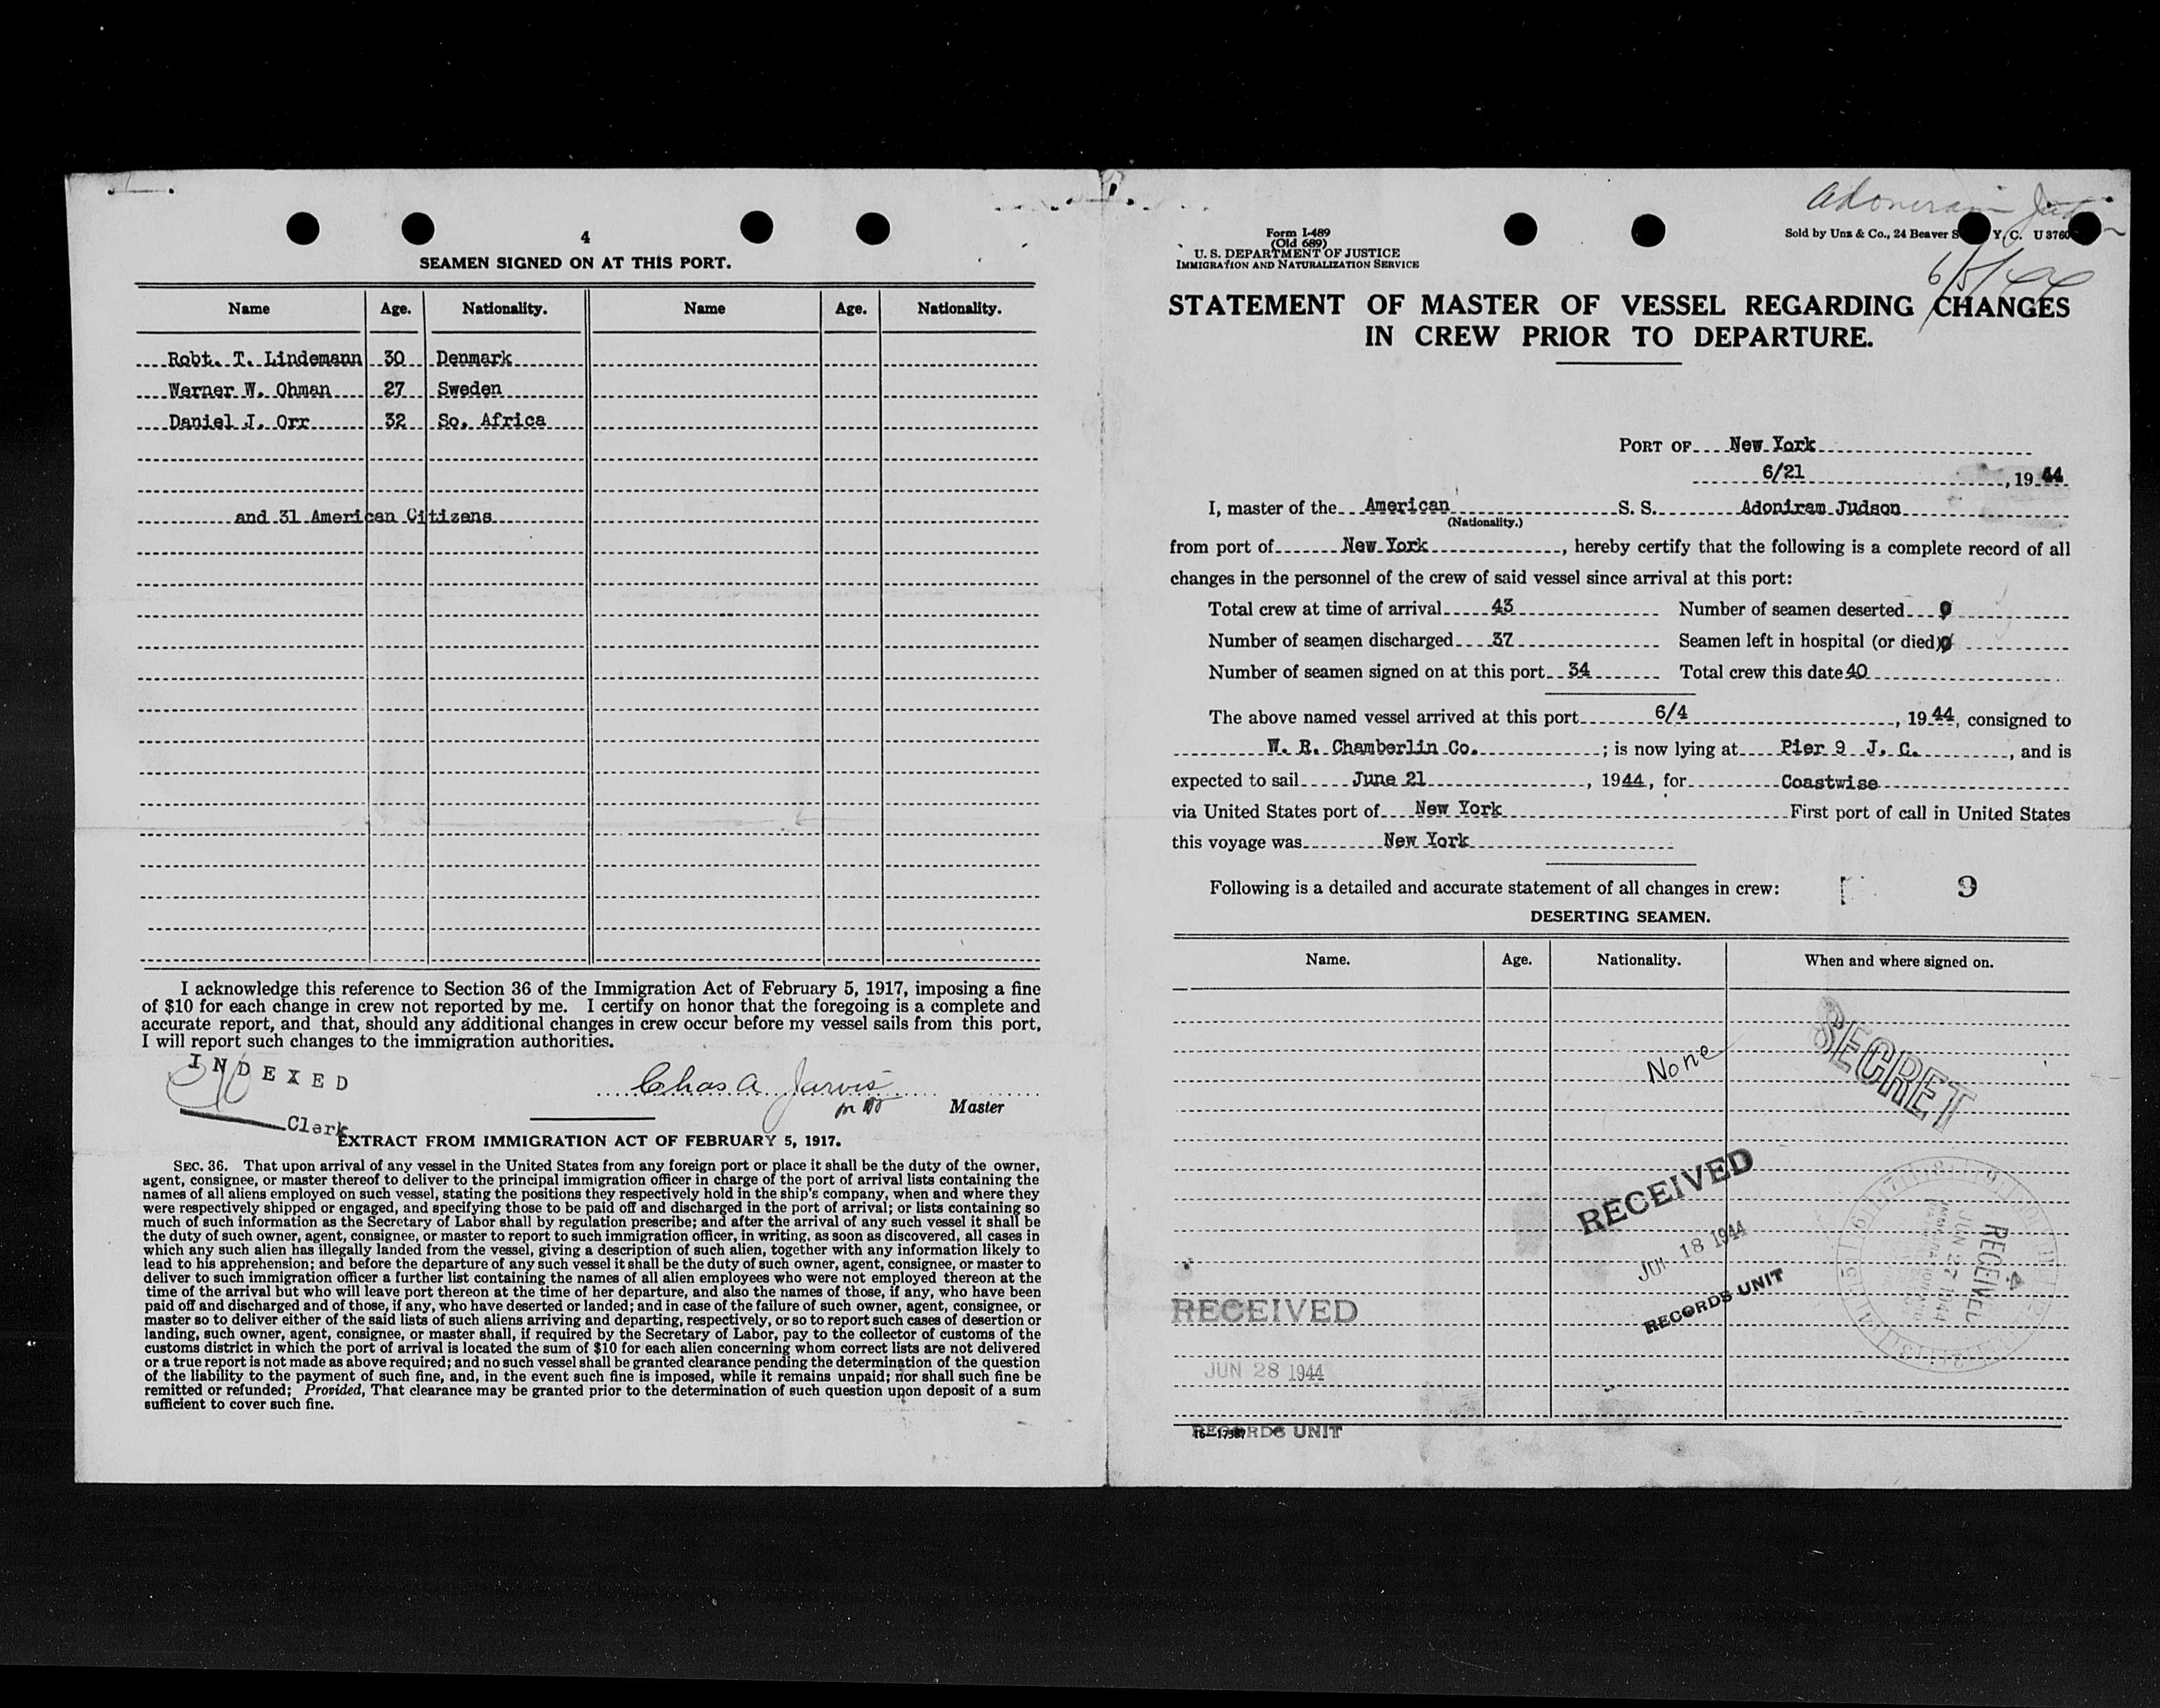 4
SEAMEN SIGNED ON AT THIS PORT.
Name Age. Nationality. Name Age. Nationality.
Robt. T. Lindemann 30 Denmark
Werner W. Ohman 27 Sweden
Daniel J. Orr 32 So. Africa
and 31 American Citizens
I acknowledge this reference to Section 36 of the Immigration Act of February 5, 1917, imposing a fine
of $10 for each change in crew not reported by me. I certify on honor that the foregoing is a complete and
accurate report, and that, should any additional changes in crew occur before my vessel sails from this port,
I will report such changes to the immigration authorities.
INDEXED
Chas A Jarvis
Master
Clerk
EXTRACT FROM IMMIGRATION ACT OF FEBRUARY 5, 1917.
SEC. 36. That upon arrival of any vessel in the United States from any foreign port or place it shall be the duty of the owner,
agent, consignee, or master thereof to deliver to the principal immigration officer in charge of the port of arrival lists containing the
names of all aliens employed on such vessel, stating the positions they respectively hold in the ship's company, when and where they
were respectively shipped or engaged, and specifying those to be paid off and discharged in the port of arrival; or lists containing so
much of such information as the Secretary of Labor shall by regulation prescribe; and after the arrival of any such vessel it shall be
the duty of such owner, agent, consignee, or master to report to such immigration officer, in writing, as soon as discovered, all cases in
which any such alien has illegally landed from the vessel, giving a description of such alien, together with any information likely to
lead to his apprehension; and before the departure of any such vessel it shall be the duty of such owner, agent, consignee, or master to
deliver to such immigration officer a further list containing the names of all alien employees who were not employed thereon at the
time of the arrival but who will leave port thereon at the time of her departure, and also the names of those, if any, who have been
paid off and discharged and of those, if any, who have deserted or landed; and in case of the failure of such owner, agent, consignee, or
master so to deliver either of the said lists of such aliens arriving and departing, respectively, or so to report such cases of desertion or
landing, such owner, agent, consignee, or master shall, if required by the Secretary of Labor, pay to the collector of customs of the
customs district in which the port of arrival is located the sum of $10 for each alien concerning whom correct lists are not delivered
or a true report is not made as above required; and no such vessel shall be granted clearance pending the determination of the question
of the liability to the payment of such fine, and, in the event such fine is imposed, while it remains unpaid; nor shall such fine be
remitted or refunded; Provided, That clearance may be granted prior to the determination of such question upon deposit of a sum
sufficient to cover such fine.
Adoniram Jud
Form I-489
(Old 689)
U. S. DEPARTMENT OF JUSTICE
IMMIGRATION AND NATURALIZATION SERVICE
Sold by Unz & Co., 24 Beaver S Y. C. U 3760
6/5/44
STATEMENT OF MASTER OF VESSEL REGARDING CHANGES
IN CREW PRIOR TO DEPARTURE.
PORT OF New York
6/21, 1944
I, master of the American S. S. Adoniram Judson
(Nationality.)
from port of New York, hereby certify that the following is a complete record of all
changes in the personnel of the crew of said vessel since arrival at this port:
Total crew at time of arrival 43 Number of seamen deserted 0
Number of seamen discharged 37 Seamen left in hospital (or died) 0
Number of seamen signed on at this port 34 Total crew this date 40
The above named vessel arrived at this port 6/4, 1944, consigned to
W. R. Chamberlin Co.; is now lying at Pier 9 J. C., and is
expected to sail June 21, 1944, for Coastwise
via United States port of New York First port of call in United States
this voyage was New York
Following is a detailed and accurate statement of all changes in crew: 9
DESERTING SEAMEN.
Name. Age. Nationality. When and where signed on.
None
SECRET
RECEIVED
JUN 18 1944
RECORDS UNIT
RECEIVED
JUN 27 1944
RECEIVED
JUN 28 1944
RECORDS UNIT